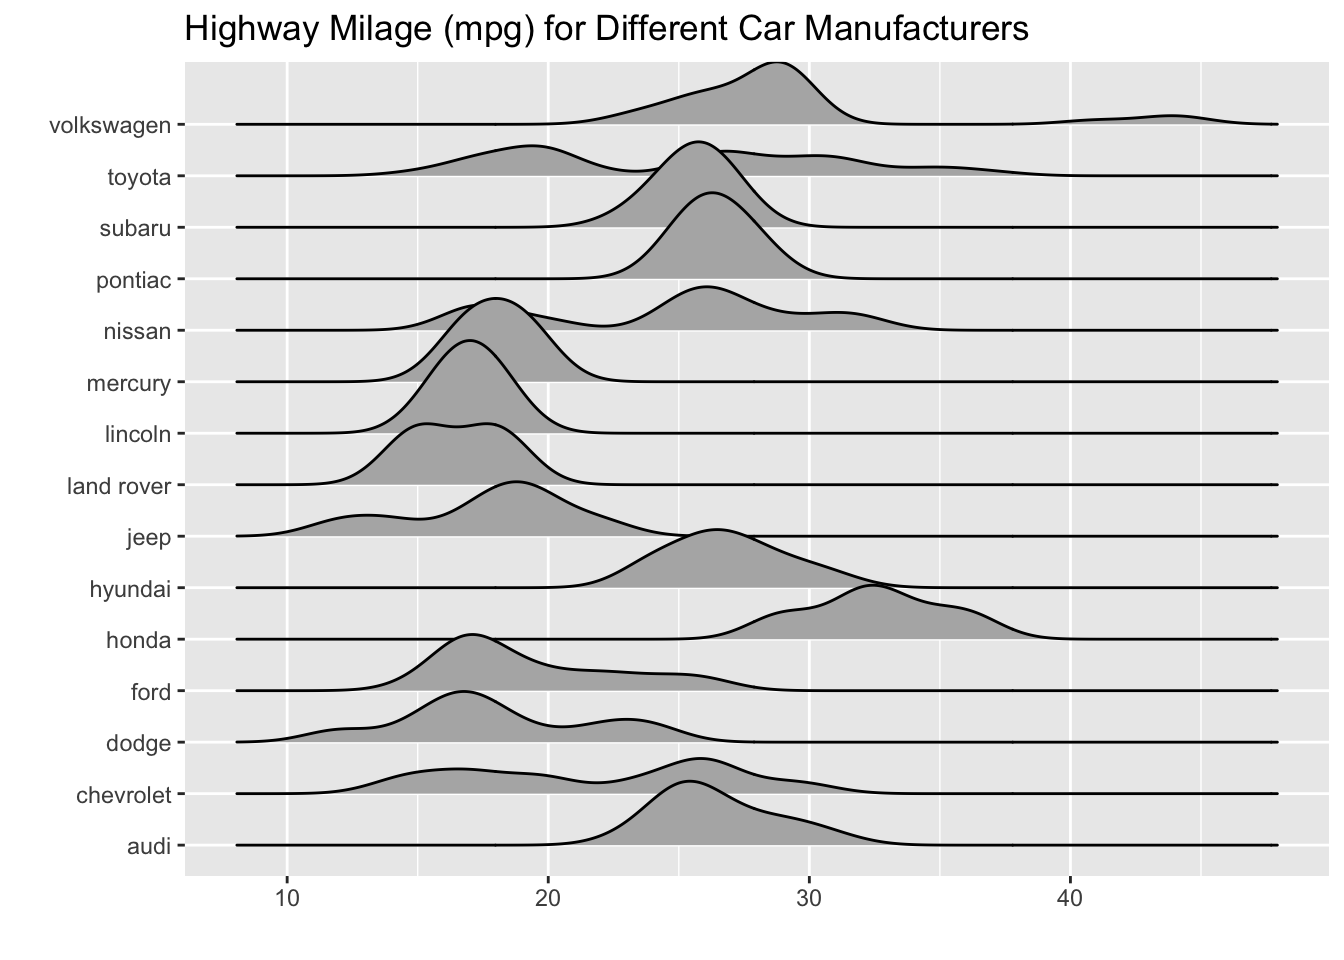 Highway Milage (mpg) for Different Car Manufacturers
volkswagen
toyota
subaru
pontiac
nissan
mercury
lincoln
land rover
jeep
hyundai
honda
ford
dodge
chevrolet
audi
10 20 30 40